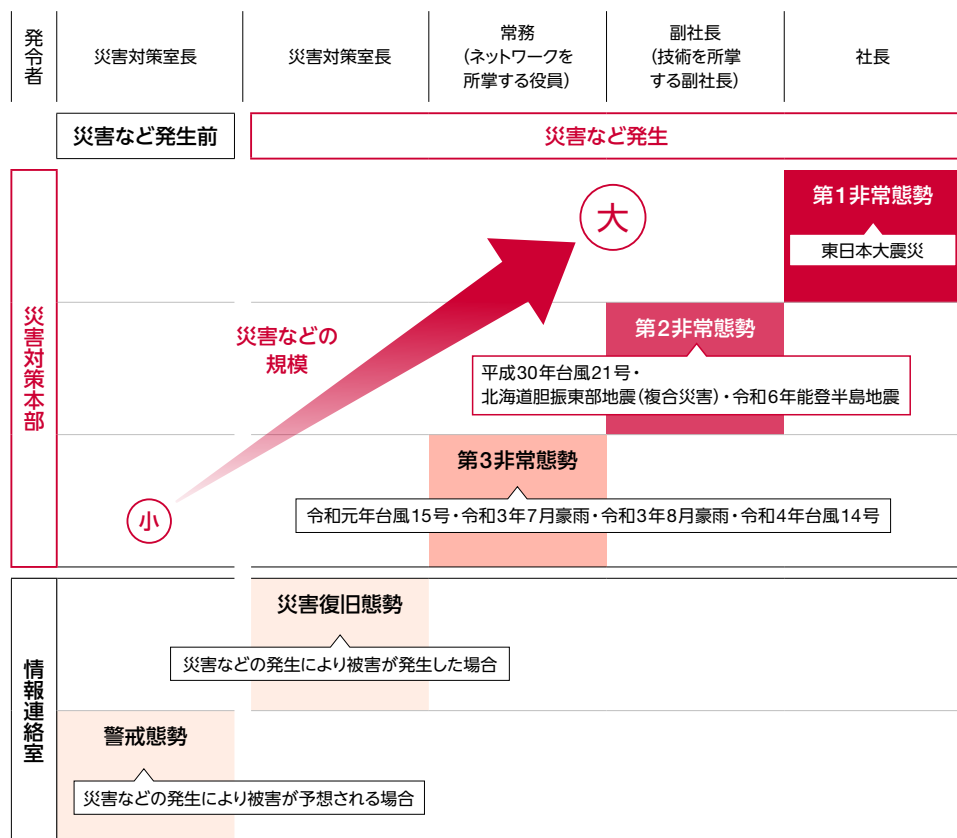 発令者
災害対策室長
災害対策室長
常務
(ネットワークを
所掌する役員)
副社長
(技術を所掌
する副社長)
社長
災害など発生前
災害など発生
災害対策本部
大
第1非常態勢
東日本大震災
災害などの
規模
第2非常態勢
平成30年台風21号・
北海道胆振東部地震(複合災害)・令和6年能登半島地震
小
第3非常態勢
令和元年台風15号・令和3年7月豪雨・令和3年8月豪雨・令和4年台風14号
情報連絡室
災害復旧態勢
災害などの発生により被害が発生した場合
警戒態勢
災害などの発生により被害が予想される場合